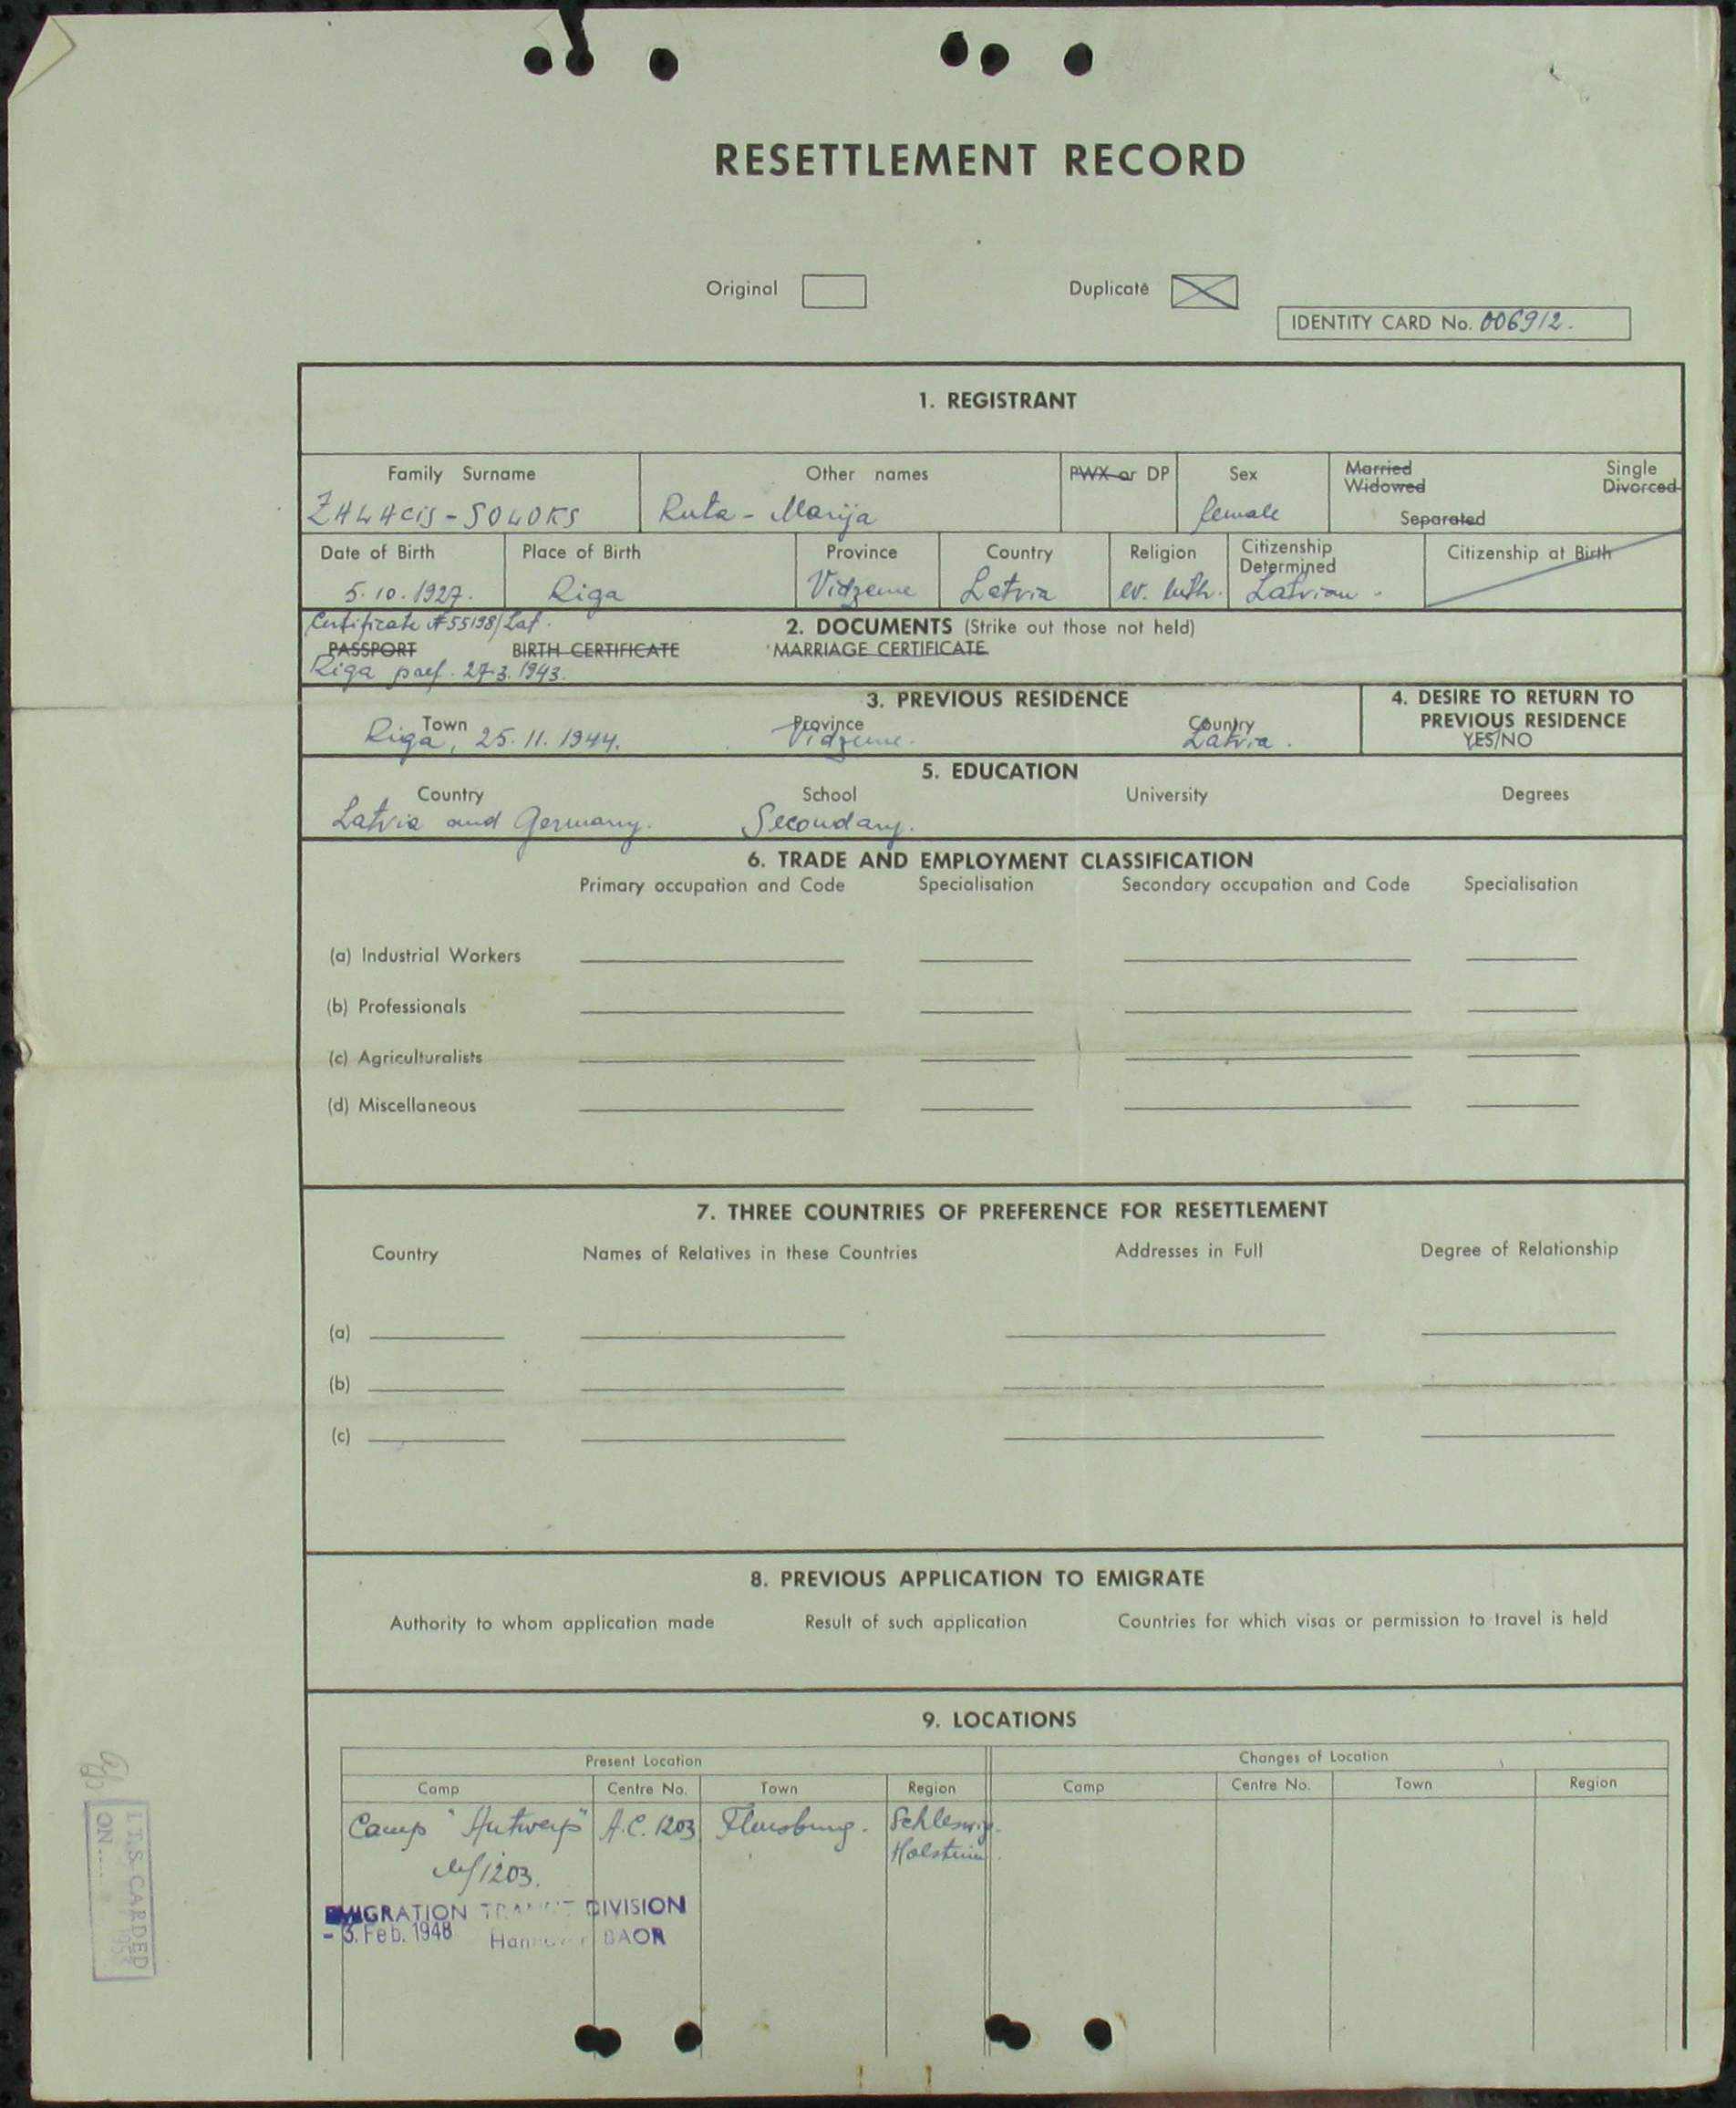 RESETTLEMENT RECORD
Original
Duplicate
IDENTITY CARD No. 006912.
1. REGISTRANT
Family Surname
Other names
PWX or DP
Sex
Married
Widowed
Single
Divorced
Separated
ZALACIS-SOLOKS
Ruta - Marija
female
Date of Birth
Place of Birth
Province
Country
Religion
Citizenship Determined
Citizenship at Birth
5.10.1927.
Riga
Vidzeme
Latvia
ev. luth.
Latvian.
Certificate № 55198/Lat.
2. DOCUMENTS (Strike out those not held)
PASSPORT
BIRTH CERTIFICATE
MARRIAGE CERTIFICATE
Riga pref. 27.3.1943.
3. PREVIOUS RESIDENCE
4. DESIRE TO RETURN TO
PREVIOUS RESIDENCE
YES/NO
Town
Province
Country
Riga, 25.11.1944.
Vidzeme.
Latvia.
5. EDUCATION
Country
School
University
Degrees
Latvia and Germany.
Secondary.
6. TRADE AND EMPLOYMENT CLASSIFICATION
Primary occupation and Code
Specialisation
Secondary occupation and Code
Specialisation
(a) Industrial Workers
(b) Professionals
(c) Agriculturalists
(d) Miscellaneous
7. THREE COUNTRIES OF PREFERENCE FOR RESETTLEMENT
Country
Names of Relatives in these Countries
Addresses in Full
Degree of Relationship
(a)
(b)
(c)
8. PREVIOUS APPLICATION TO EMIGRATE
Authority to whom application made
Result of such application
Countries for which visas or permission to travel is held
9. LOCATIONS
Present Location
Changes of Location
Camp
Centre No.
Town
Region
Camp
Centre No.
Town
Region
Camp "Antwerp"
A.C. 1203
Flensburg.
Schleswig.
Holstein.
1203.
EMIGRATION TRANSIT DIVISION
- 3. Feb. 1948 Hannover BAOR
I.T.S. CARDED
ON